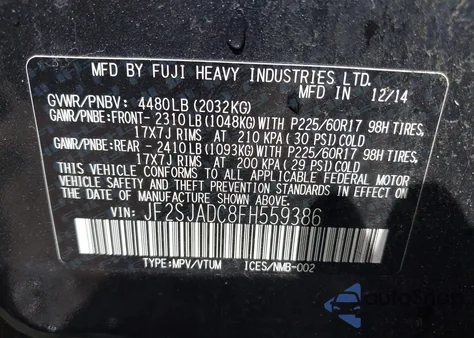 MFD BY FUJI HEAVY INDUSTRIES LTD.
MFD IN 12/14
GVWR/PNBV: 4480LB (2032KG)
GAWR/PNBE:FRONT- 2310LB (1048KG) WITH P225/60R17 98H TIRES,
17X7J RIMS AT 210 KPA (30 PSI) COLD
GAWR/PNBE:REAR - 2410LB (1093KG) WITH P225/60R17 98H TIRES,
17X7J RIMS AT 200 KPA (29 PSI) COLD
THIS VEHICLE CONFORMS TO ALL APPLICABLE FEDERAL MOTOR
VEHICLE SAFETY AND BUMPER STANDARDS IN EFFECT ON THE DATE
OF MANUFACTURE SHOWN ABOVE.
VIN: JF2SJADC8FH559386
TYPE:MPV/VTUM ICES/NMB-002